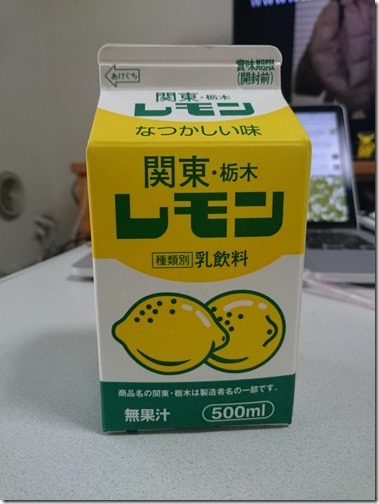 あけぐち
賞味期限
(開封前)
関東・栃木
レモン
なつかしい味
関東・栃木
レモン
種類別 乳飲料
商品名の関東・栃木は製造者名の一部です。
無果汁
500ml